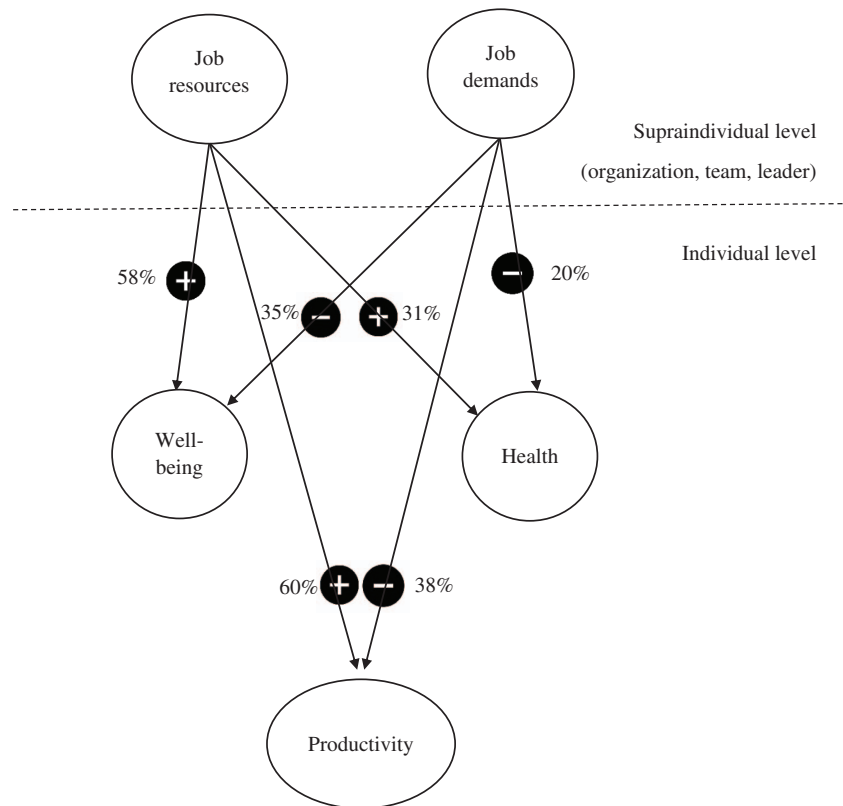 Job
resources
Job
demands
Supraindividual level
(organization, team, leader)
Individual level
58%
+
−
20%
35%
−
+
31%
Well-
being
Health
60%
+
−
38%
Productivity